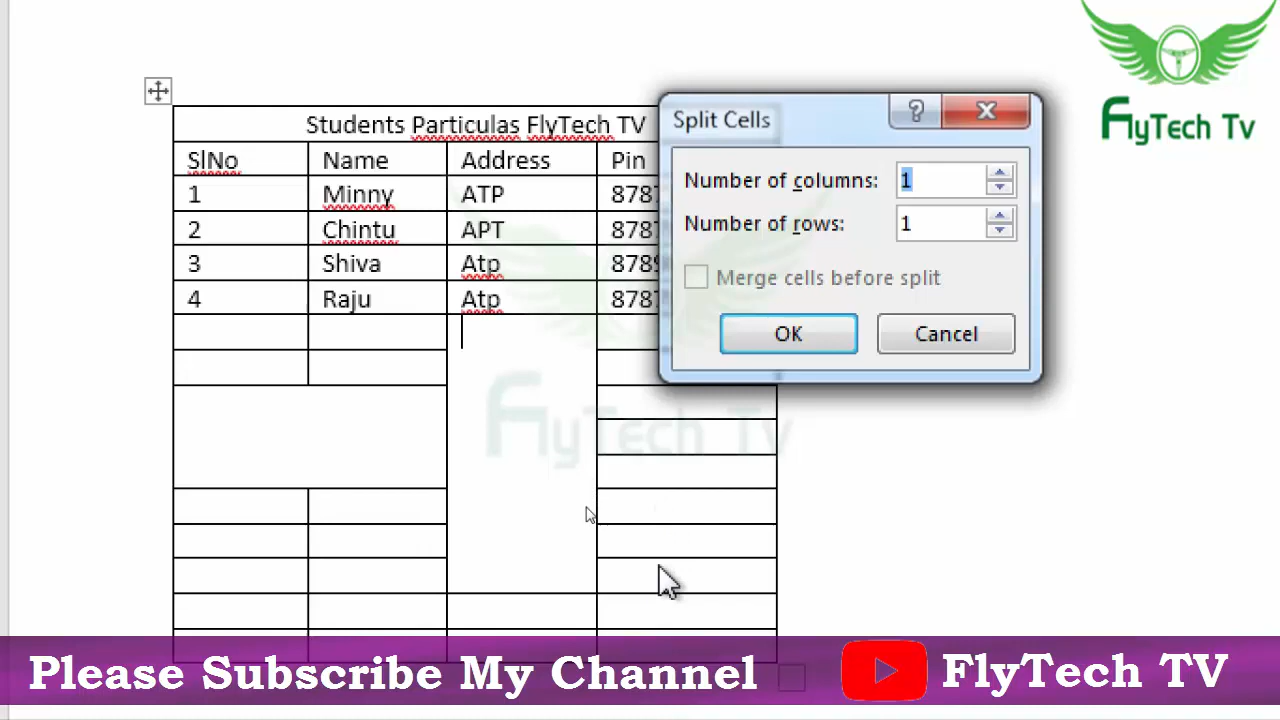 FlyTech Tv
Students Particulas FlyTech TV
SlNo Name Address Pin
1 Minny ATP
2 Chintu APT
3 Shiva Atp
4 Raju Atp
Split Cells
?
Number of columns: 1
Number of rows: 1
Merge cells before split
OK Cancel
FlyTech Tv
Please Subscribe My Channel FlyTech TV